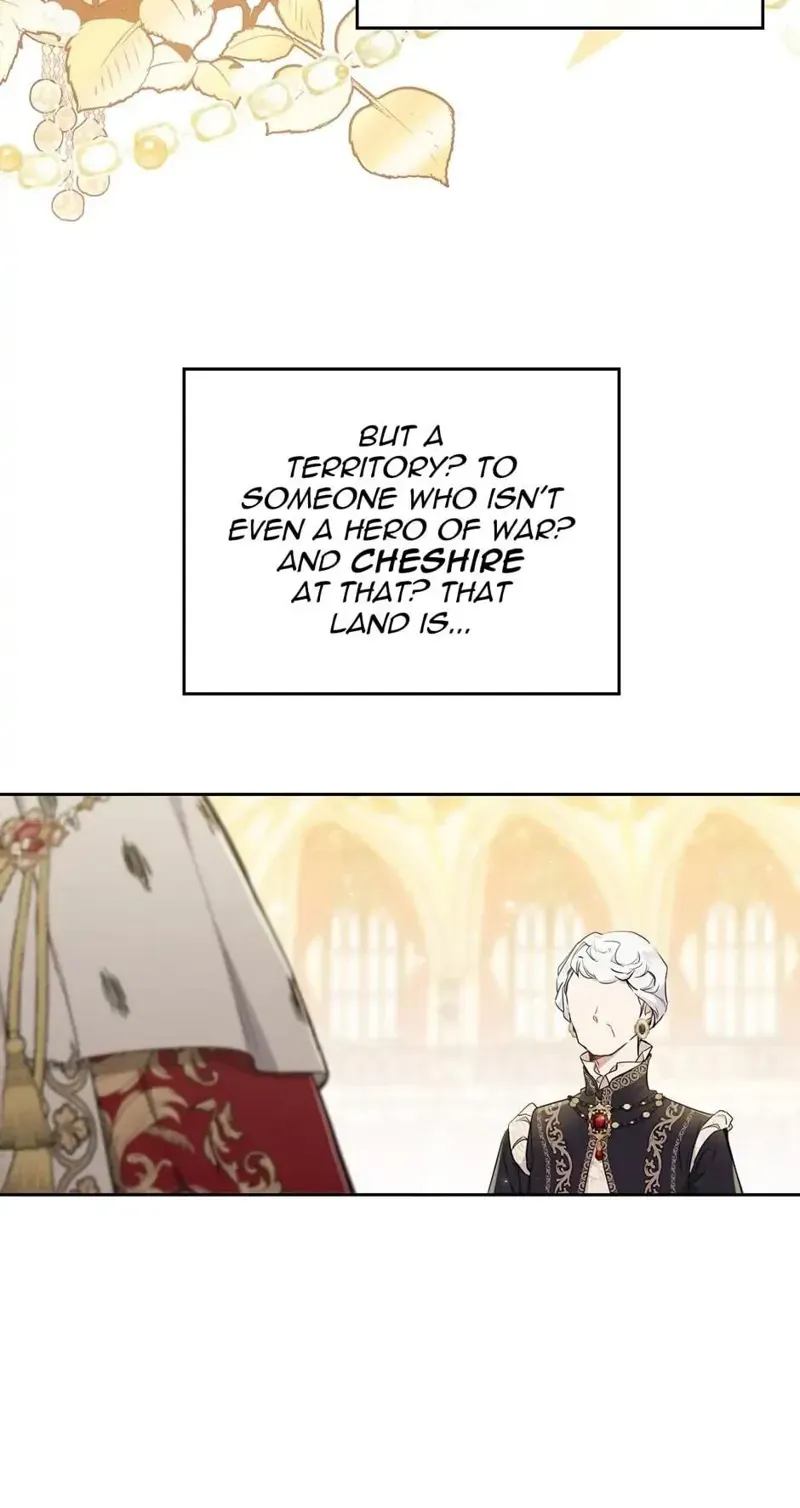 BUT A
TERRITORY? TO
SOMEONE WHO ISN'T
EVEN A HERO OF WAR?
AND CHESHIRE
AT THAT? THAT
LAND IS...